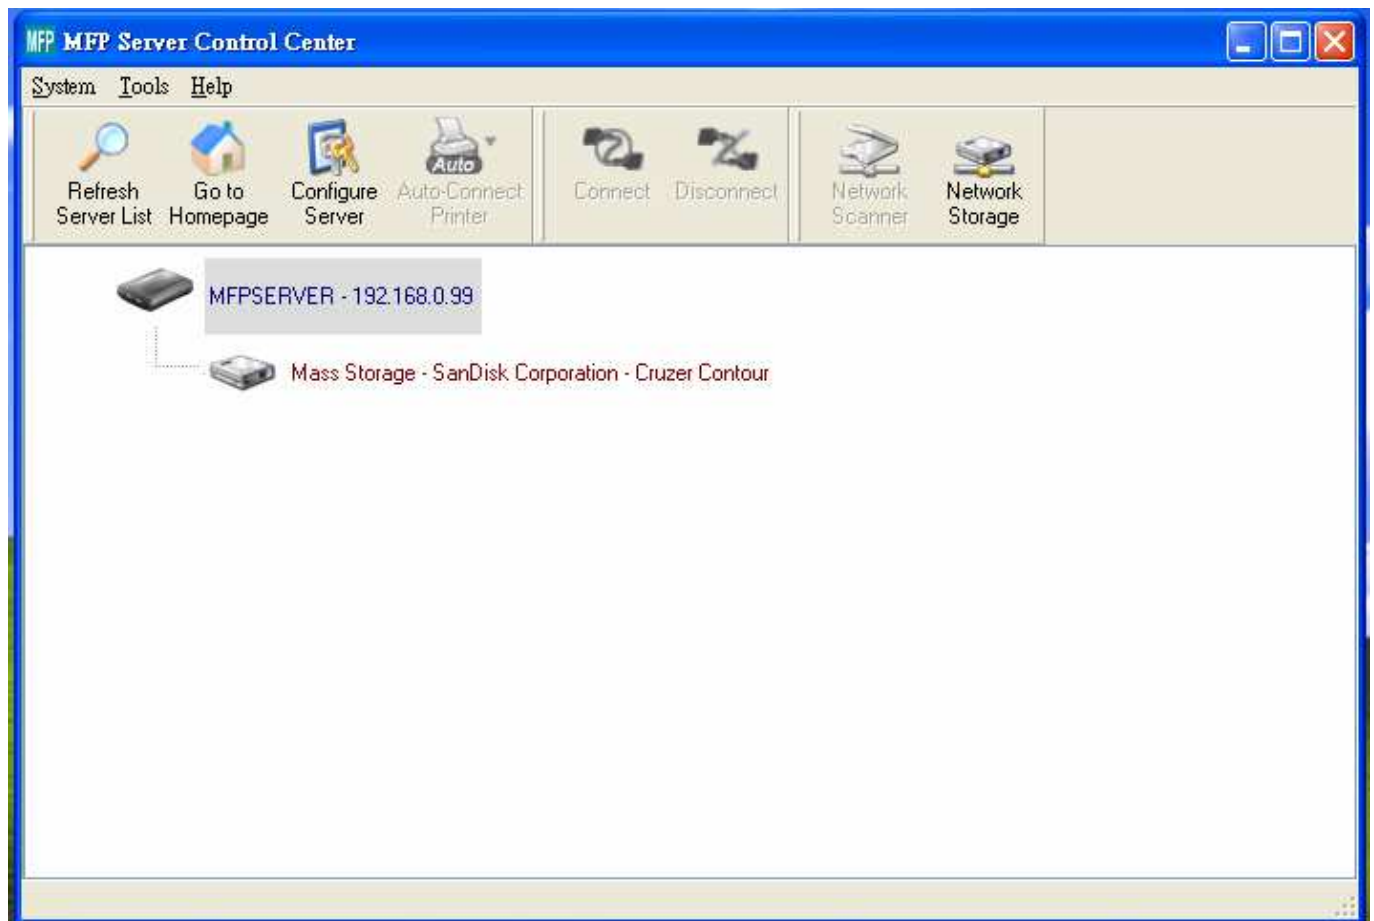 MFP MFP Server Control Center
System Tools Help
Refresh Server List
Go to Homepage
Configure Server
Auto
Auto-Connect Printer
Connect
Disconnect
Network Scanner
Network Storage
MFPSERVER - 192.168.0.99
Mass Storage - SanDisk Corporation - Cruzer Contour